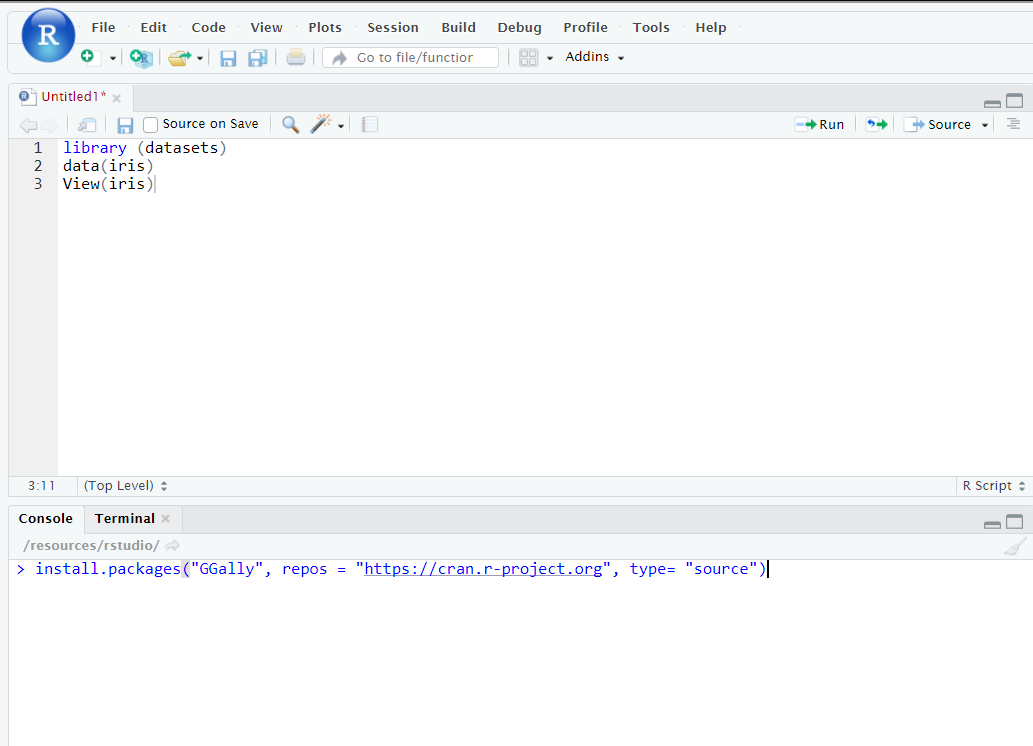 R File Edit Code View Plots Session Build Debug Profile Tools Help
R Go to file/function Addins
R Untitled1*
Source on Save Run Source
1 library (datasets)
2 data(iris)
3 View(iris)
3:11 (Top Level) R Script
Console Terminal
/resources/rstudio/
> install.packages("GGally", repos = "https://cran.r-project.org", type= "source")